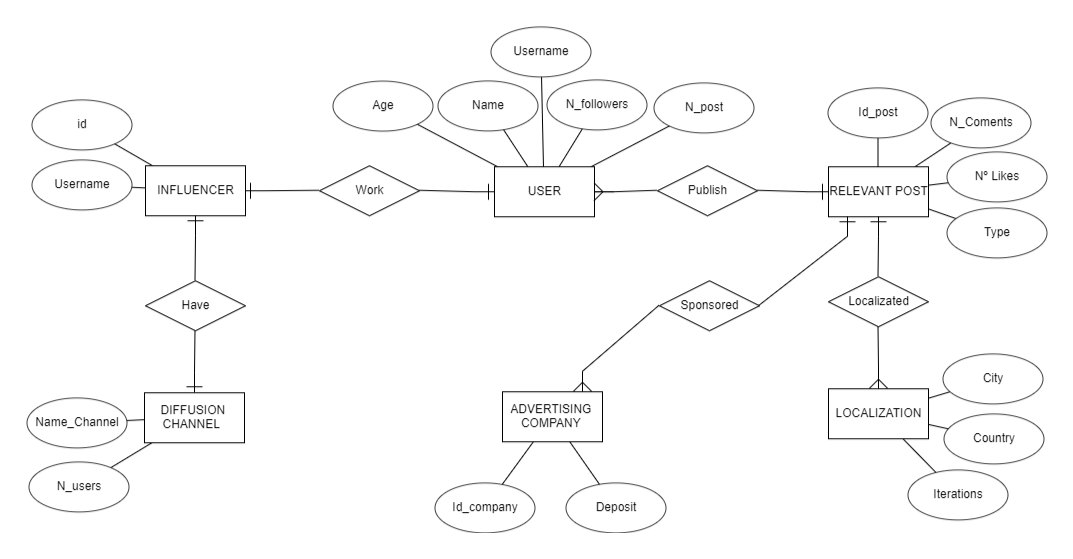 Username
Age
Name
N_followers
N_post
Id_post
N_Coments
id
Username
INFLUENCER
Work
USER
Publish
RELEVANT POST
Nº Likes
Type
Have
Sponsored
Localizated
Name_Channel
DIFFUSION
CHANNEL
ADVERTISING
COMPANY
LOCALIZATION
City
Country
N_users
Id_company
Deposit
Iterations